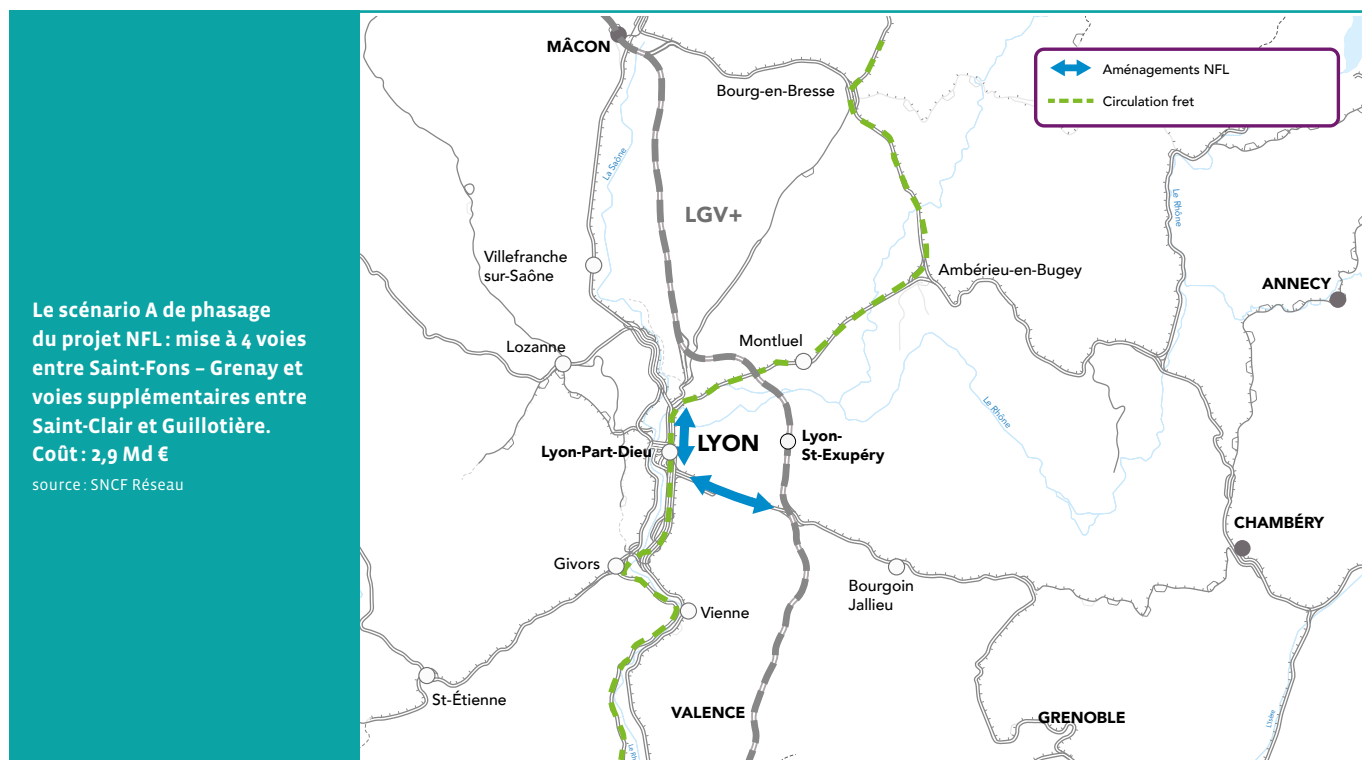 Le scénario A de phasage
du projet NFL : mise à 4 voies
entre Saint-Fons – Grenay et
voies supplémentaires entre
Saint-Clair et Guillotière.
Coût : 2,9 Md €
source : SNCF Réseau
MÂCON
Bourg-en-Bresse
Aménagements NFL
Circulation fret
La Saône
LGV+
Le Rhône
Villefranche
sur-Saône
Ambérieu-en-Bugey
ANNECY
Lozanne
Montluel
Le Rhône
Lyon-Part-Dieu
LYON
Lyon-
St-Exupéry
CHAMBÉRY
Givors
Bourgoin
Jallieu
Vienne
St-Étienne
VALENCE
GRENOBLE
L'Isère